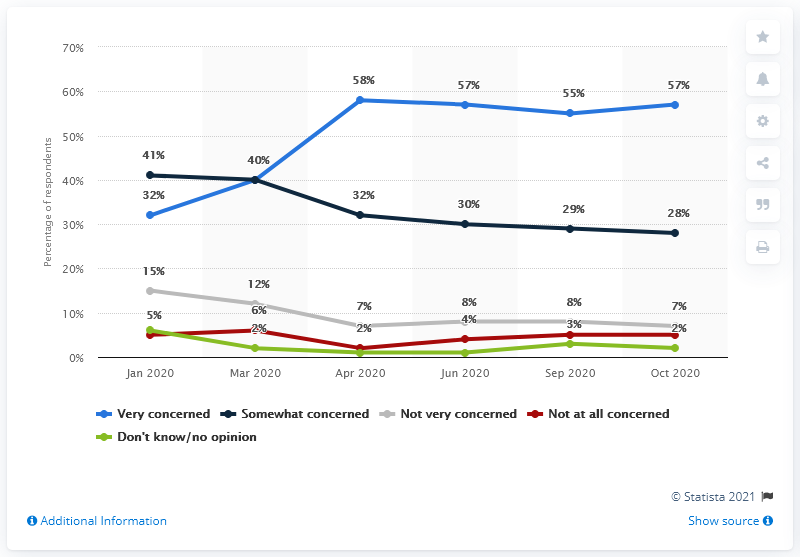 70%
60%
50%
40%
30%
20%
10%
0%
Percentage of respondents
58% 57% 55% 57%
41% 40%
32% 32% 30% 29% 28%
15% 12%
7% 8% 8% 7%
5% 6% 2% 2% 4% 3% 2%
Jan 2020 Mar 2020 Apr 2020 Jun 2020 Sep 2020 Oct 2020
Very concerned Somewhat concerned Not very concerned Not at all concerned
Don't know/no opinion
© Statista 2021
Additional Information Show source